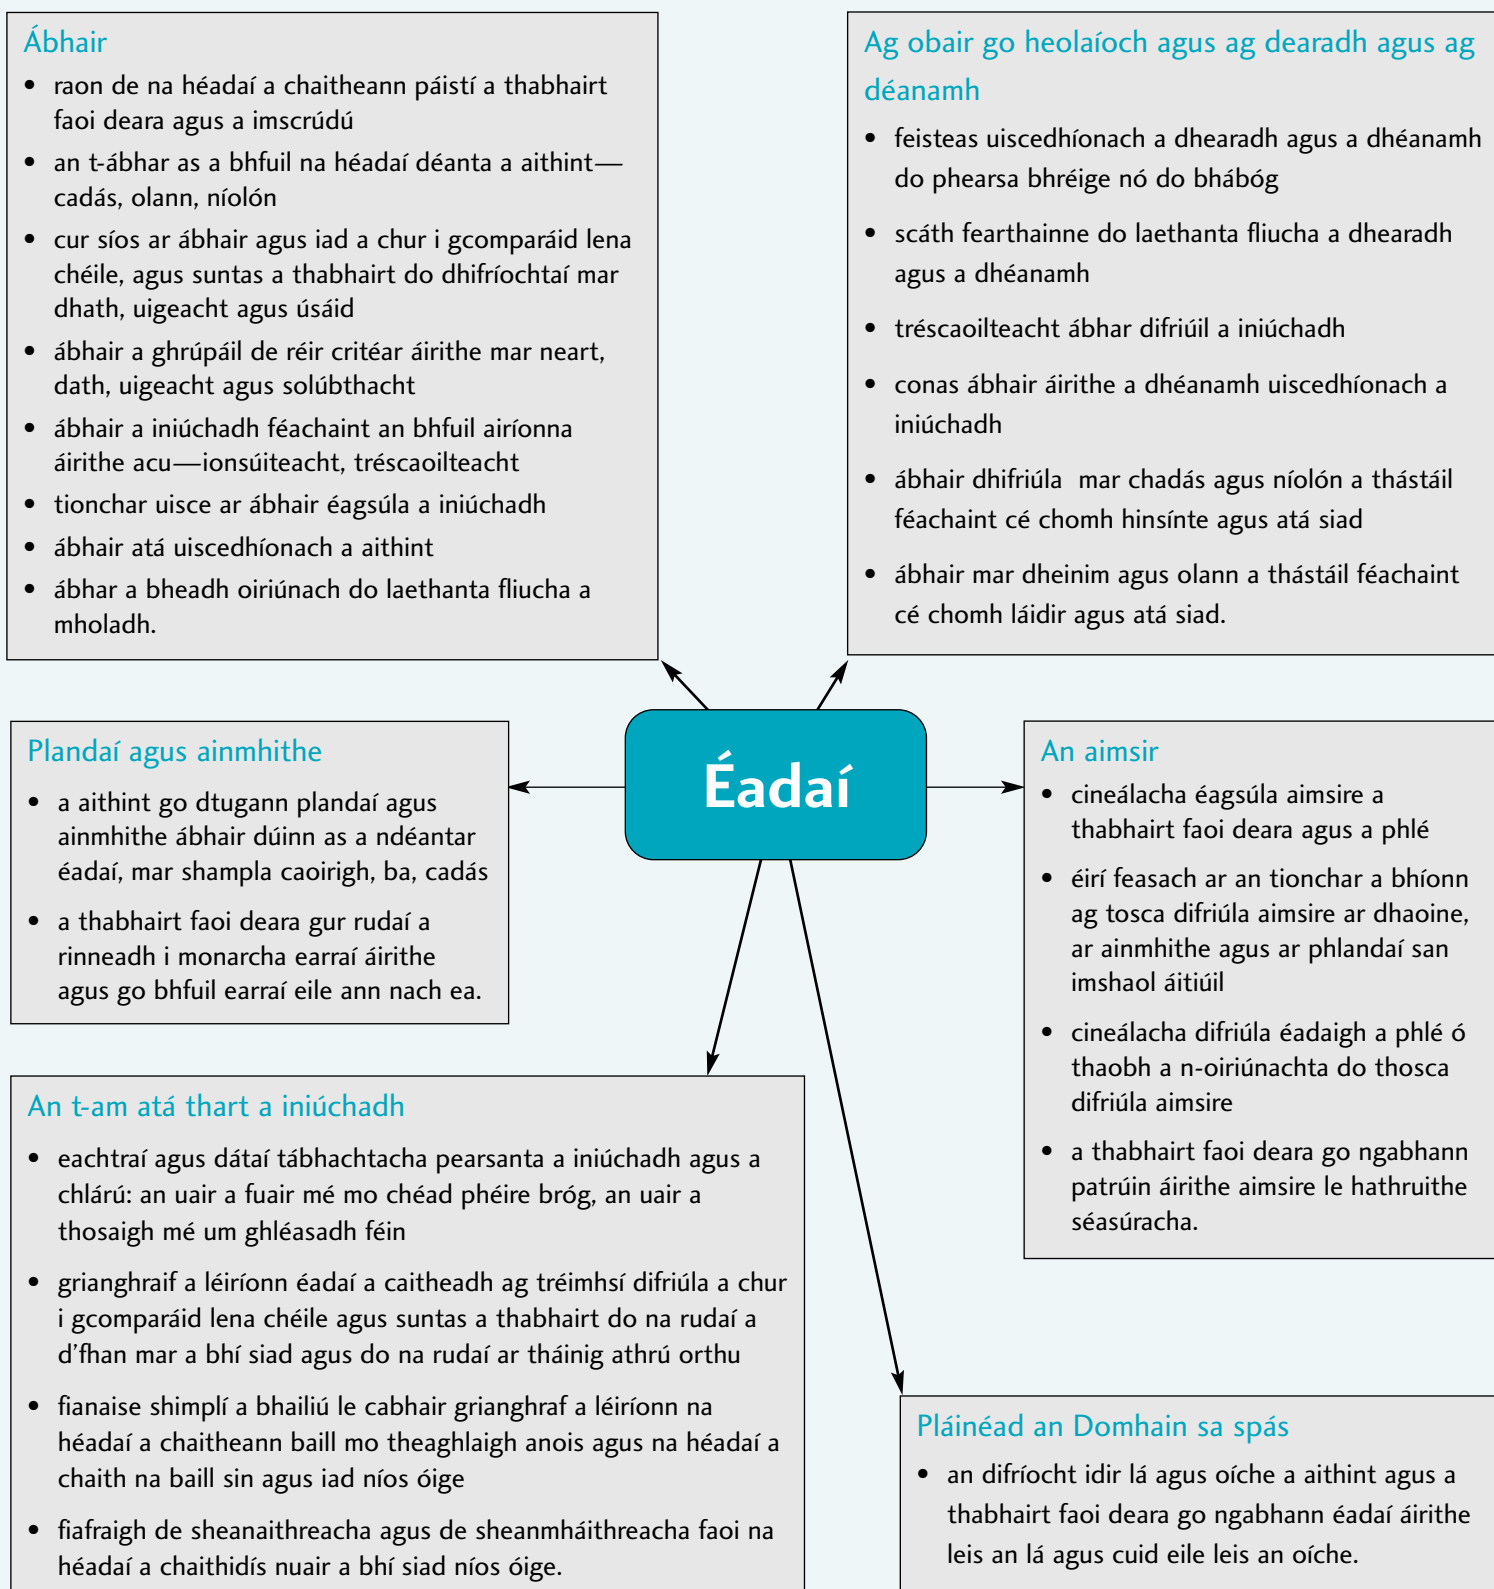 Ábhair
• raon de na héadaí a chaitheann páistí a thabhairt
faoi deara agus a imscrúdú
• an t-ábhar as a bhfuil na héadaí déanta a aithint—
cadás, olann, níolón
• cur síos ar ábhair agus iad a chur i gcomparáid lena
chéile, agus suntas a thabhairt do dhifríochtaí mar
dhath, uigeacht agus úsáid
• ábhair a ghrúpáil de réir critéar áirithe mar neart,
dath, uigeacht agus solúbthacht
• ábhair a iniúchadh féachaint an bhfuil airíonna
áirithe acu—ionsúiteacht, tréscaoilteacht
• tionchar uisce ar ábhair éagsúla a iniúchadh
• ábhair atá uiscedhíonach a aithint
• ábhar a bheadh oiriúnach do laethanta fliucha a
mholadh.
Ag obair go heolaíoch agus ag dearadh agus ag
déanamh
• feisteas uiscedhíonach a dhearadh agus a dhéanamh
do phearsa bhréige nó do bhábóg
• scáth fearthainne do laethanta fliucha a dhearadh
agus a dhéanamh
• tréscaoilteacht ábhar difriúil a iniúchadh
• conas ábhair áirithe a dhéanamh uiscedhíonach a
iniúchadh
• ábhair dhifriúla mar chadás agus níolón a thástáil
féachaint cé chomh hinsínte agus atá siad
• ábhair mar dheinim agus olann a thástáil féachaint
cé chomh láidir agus atá siad.
Éadaí
Plandaí agus ainmhithe
• a aithint go dtugann plandaí agus
ainmhithe ábhair dúinn as a ndéantar
éadaí, mar shampla caoirigh, ba, cadás
• a thabhairt faoi deara gur rudaí a
rinneadh i monarcha earraí áirithe
agus go bhfuil earraí eile ann nach ea.
An aimsir
• cineálacha éagsúla aimsire a
thabhairt faoi deara agus a phlé
• éirí feasach ar an tionchar a bhíonn
ag tosca difriúla aimsire ar dhaoine,
ar ainmhithe agus ar phlandaí san
imshaol áitiúil
• cineálacha difriúla éadaigh a phlé ó
thaobh a n-oiriúnachta do thosca
difriúla aimsire
• a thabhairt faoi deara go ngabhann
patrúin áirithe aimsire le hathruithe
séasúracha.
An t-am atá thart a iniúchadh
• eachtraí agus dátaí tábhachtacha pearsanta a iniúchadh agus a
chlárú: an uair a fuair mé mo chéad phéire bróg, an uair a
thosaigh mé um ghléasadh féin
• grianghraif a léiríonn éadaí a caitheadh ag tréimhsí difriúla a chur
i gcomparáid lena chéile agus suntas a thabhairt do na rudaí a
d'fhan mar a bhí siad agus do na rudaí ar tháinig athrú orthu
• fianaise shimplí a bhailiú le cabhair grianghraf a léiríonn na
héadaí a chaitheann baill mo theaghlaigh anois agus na héadaí a
chaith na baill sin agus iad níos óige
• fiafraigh de sheanaithreacha agus de sheanmháithreacha faoi na
héadaí a chaithidís nuair a bhí siad níos óige.
Pláinéad an Domhain sa spás
• an difríocht idir lá agus oíche a aithint agus a
thabhairt faoi deara go ngabhann éadaí áirithe
leis an lá agus cuid eile leis an oíche.